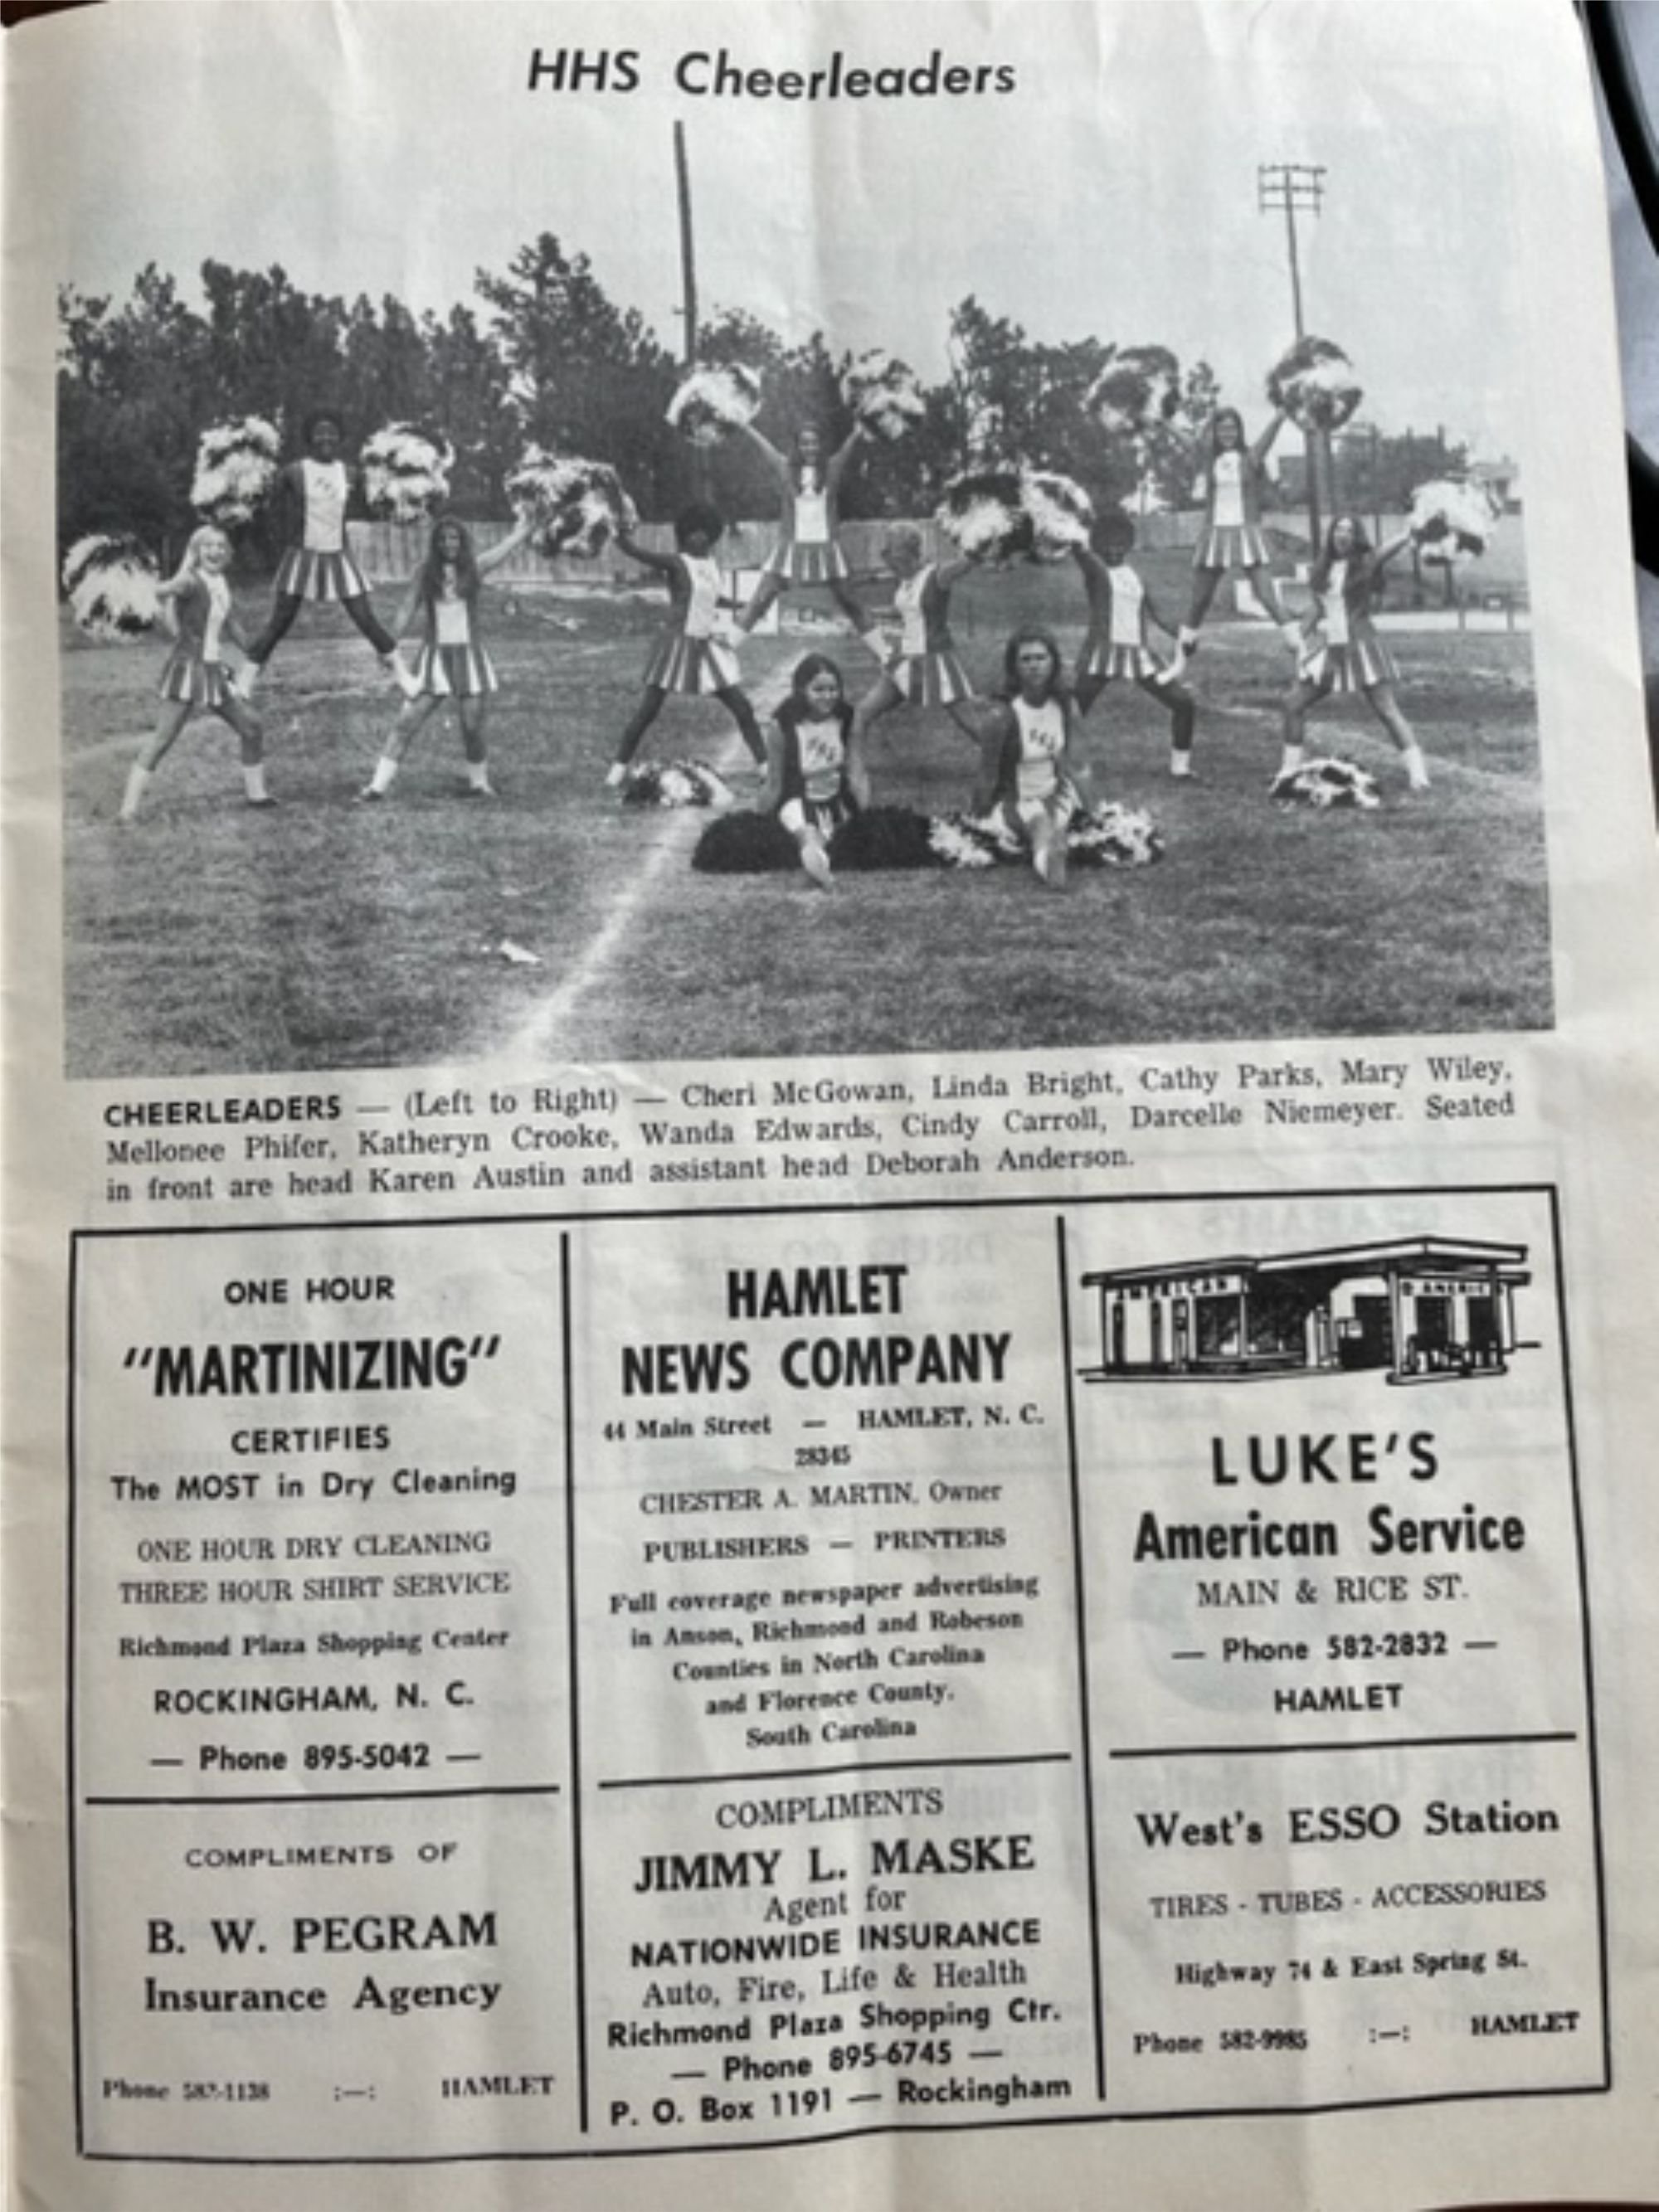 HHS Cheerleaders
CHEERLEADERS — (Left to Right) — Cheri McGowan, Linda Bright, Cathy Parks, Mary Wiley,
Mellonee Phifer, Katheryn Crooke, Wanda Edwards, Cindy Carroll, Darcelle Niemeyer. Seated
in front are head Karen Austin and assistant head Deborah Anderson.
ONE HOUR
"MARTINIZING"
CERTIFIES
The MOST in Dry Cleaning
ONE HOUR DRY CLEANING
THREE HOUR SHIRT SERVICE
Richmond Plaza Shopping Center
ROCKINGHAM, N. C.
— Phone 895-5042 —
COMPLIMENTS OF
B. W. PEGRAM
Insurance Agency
Phone 582-1138 :—: HAMLET
HAMLET
NEWS COMPANY
44 Main Street — HAMLET, N. C.
28345
CHESTER A. MARTIN, Owner
PUBLISHERS — PRINTERS
Full coverage newspaper advertising
in Anson, Richmond and Robeson
Counties in North Carolina
and Florence County,
South Carolina
COMPLIMENTS
JIMMY L. MASKE
Agent for
NATIONWIDE INSURANCE
Auto, Fire, Life & Health
Richmond Plaza Shopping Ctr.
— Phone 895-6745 —
P. O. Box 1191 — Rockingham
AMERICAN
LUKE'S
American Service
MAIN & RICE ST.
— Phone 582-2832 —
HAMLET
West's ESSO Station
TIRES - TUBES - ACCESSORIES
Highway 74 & East Spring St.
Phone 582-9985 :—: HAMLET